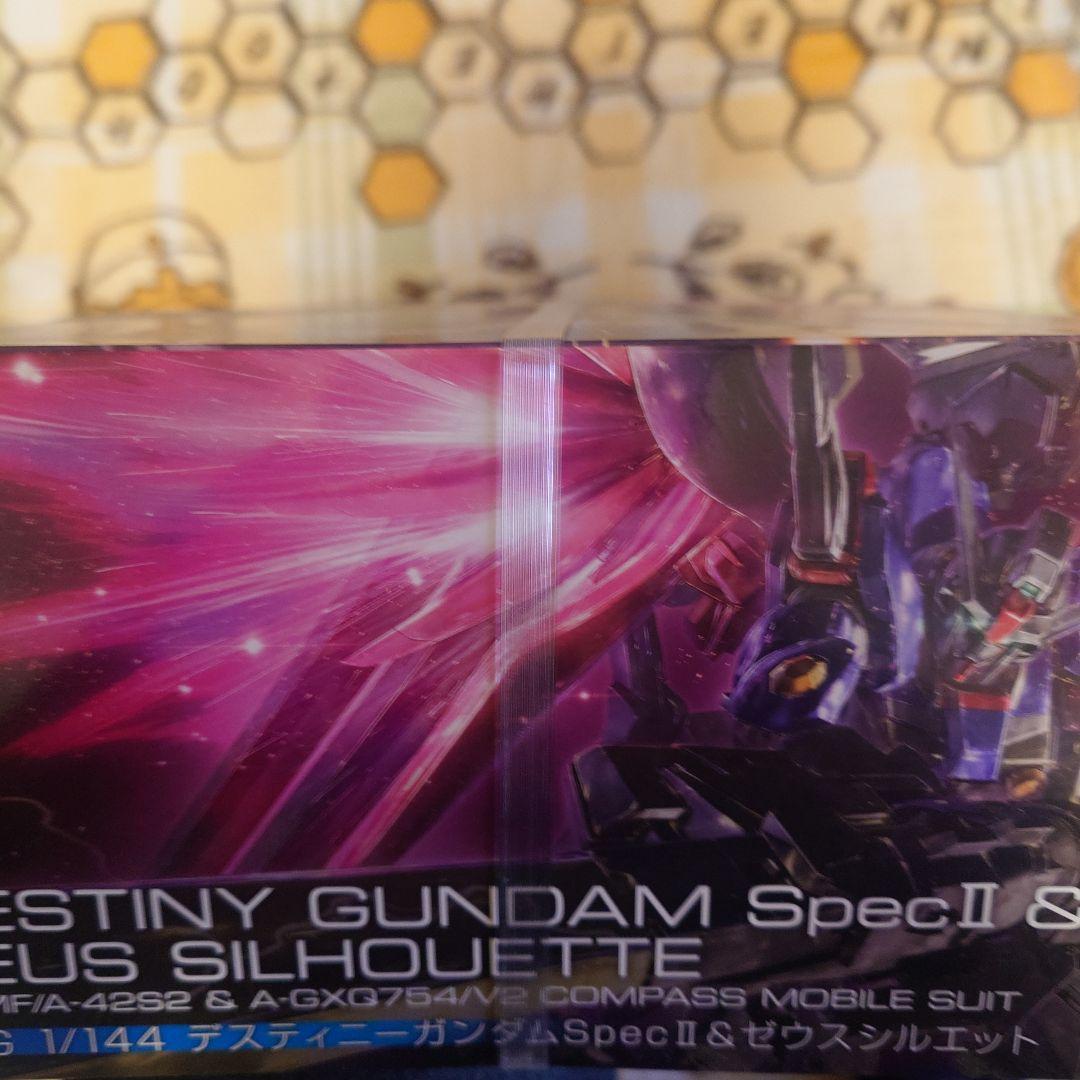 ESTINY GUNDAM SpecⅡ &
EUS SILHOUETTE
MF/A-42S2 & A-GXQ754/V2 COMPASS MOBILE SUIT
G 1/144 デスティニーガンダムSpecⅡ&ゼウスシルエット